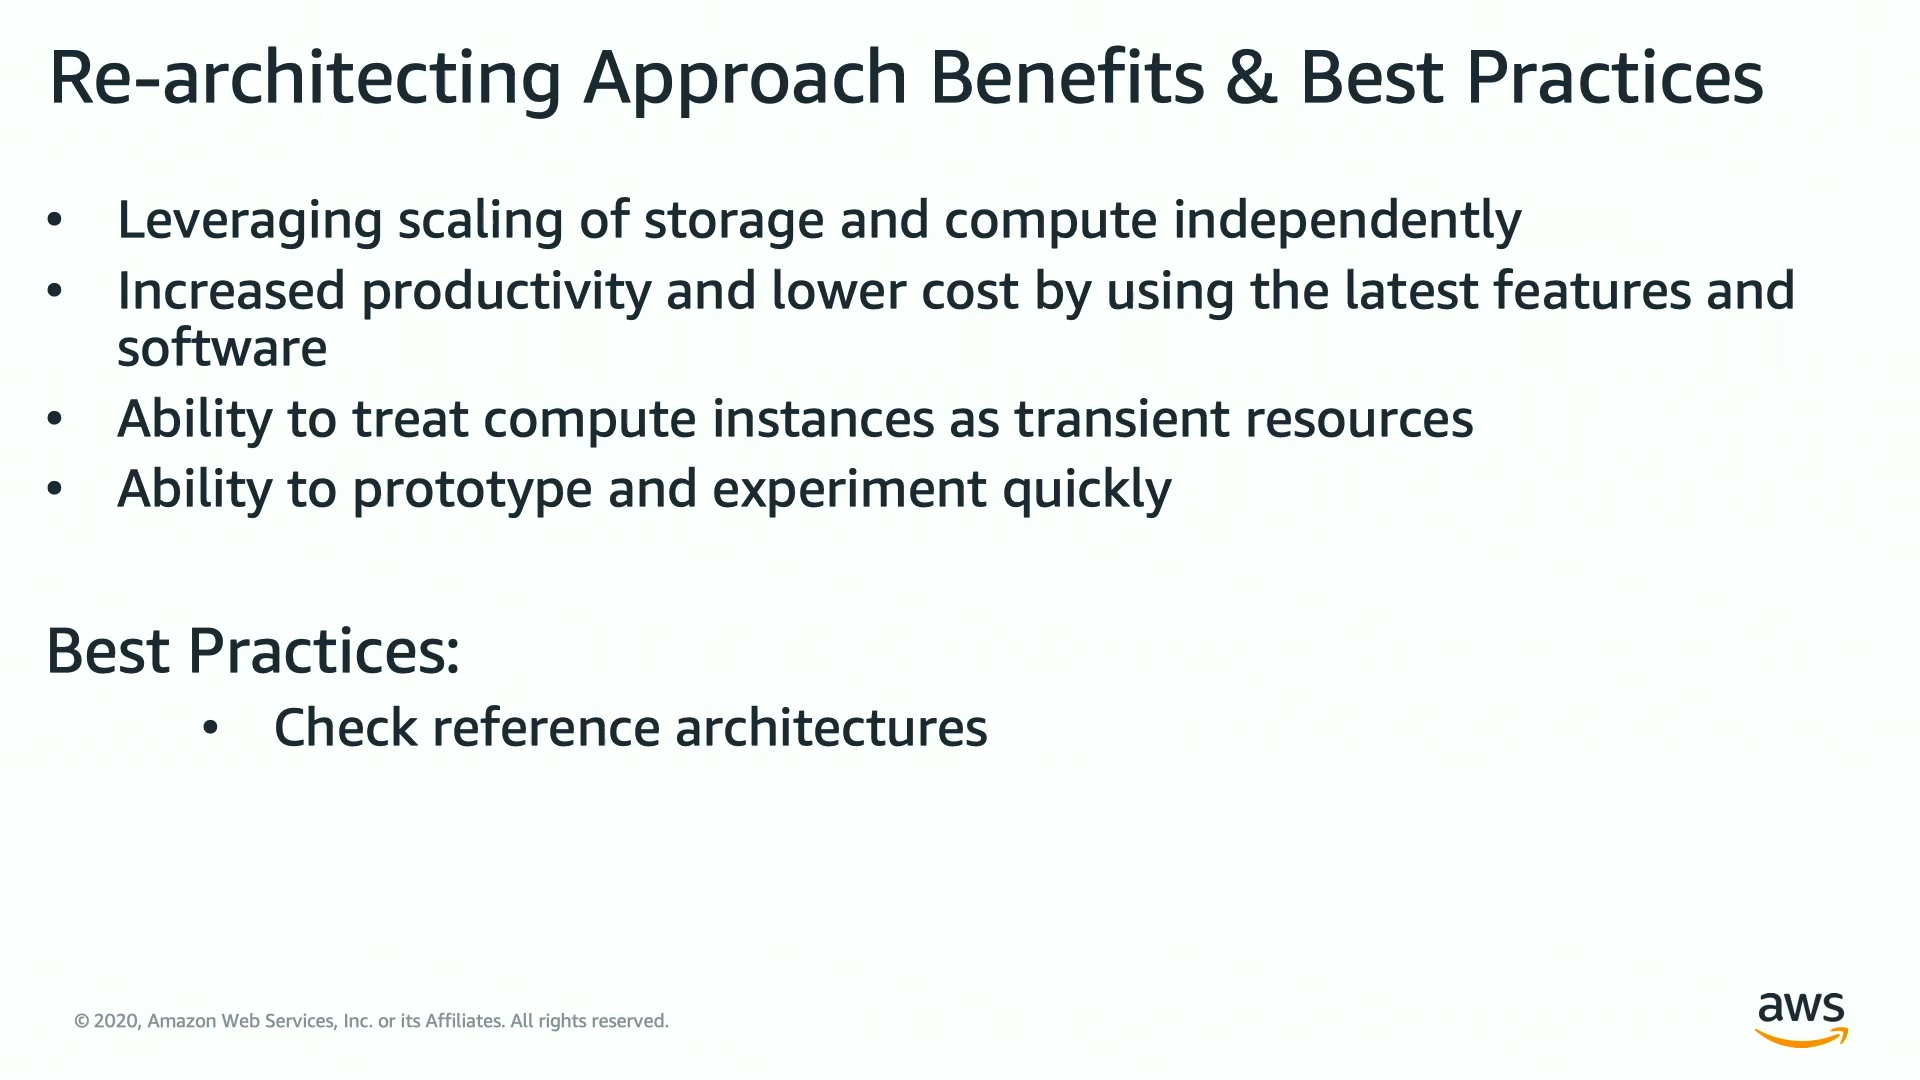 Re-architecting Approach Benefits & Best Practices
• Leveraging scaling of storage and compute independently
• Increased productivity and lower cost by using the latest features and
software
• Ability to treat compute instances as transient resources
• Ability to prototype and experiment quickly
Best Practices:
• Check reference architectures
© 2020, Amazon Web Services, Inc. or its Affiliates. All rights reserved.
aws